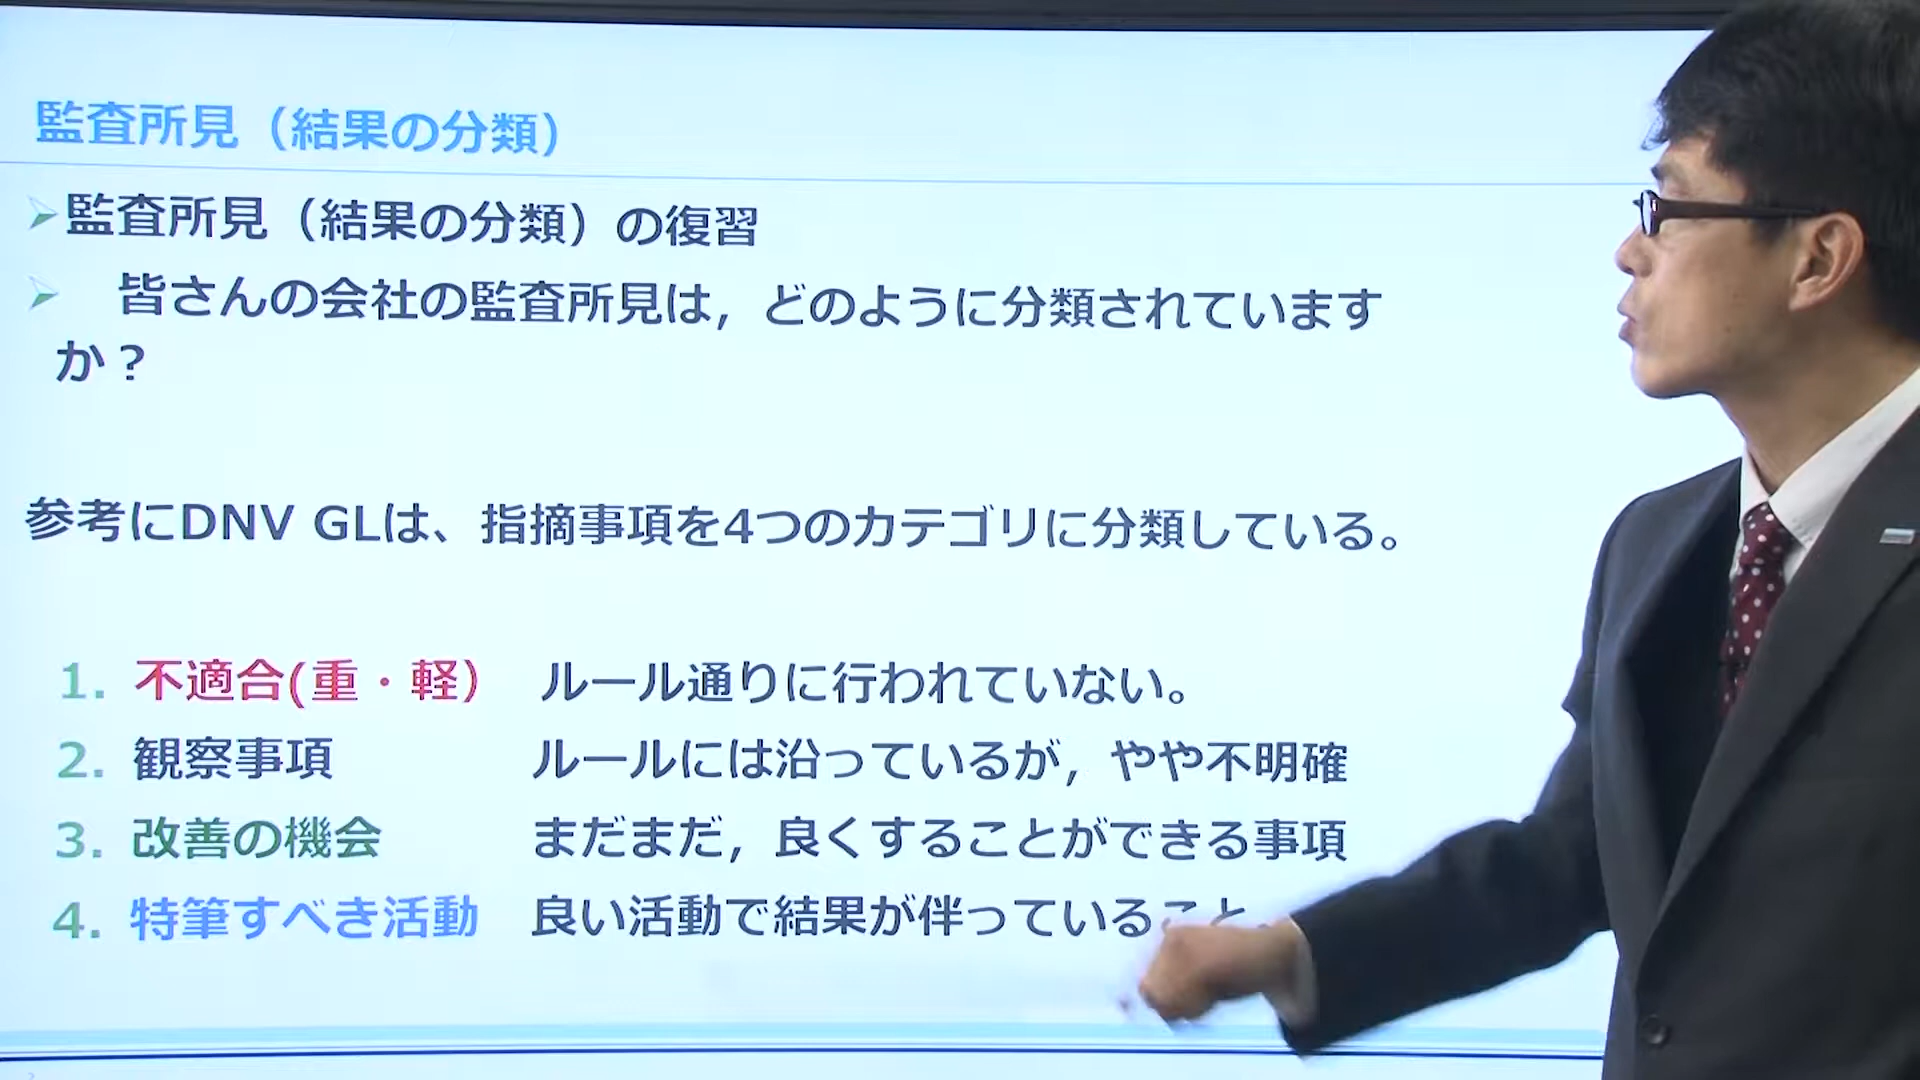 監査所見（結果の分類）
監査所見（結果の分類）の復習
皆さんの会社の監査所見は，どのように分類されています
か？
参考にDNV GLは、指摘事項を4つのカテゴリに分類している。
1. 不適合(重・軽） ルール通りに行われていない。
2. 観察事項 ルールには沿っているが，やや不明確
3. 改善の機会 まだまだ，良くすることができる事項
4. 特筆すべき活動 良い活動で結果が伴っていること